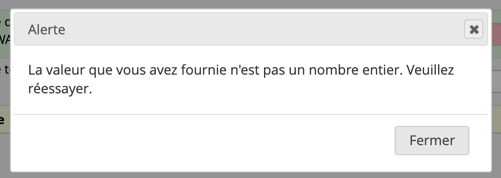 Alerte
La valeur que vous avez fournie n'est pas un nombre entier. Veuillez
réessayer.
Fermer